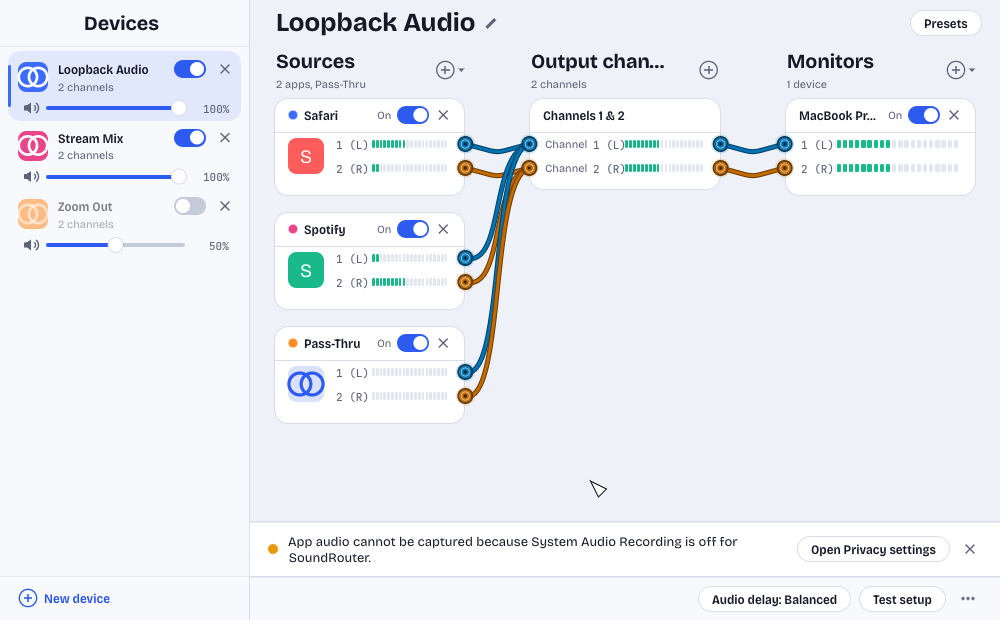 Devices
Loopback Audio
2 channels
100%
Stream Mix
2 channels
100%
Zoom Out
2 channels
50%
New device
Loopback Audio
Presets
Sources
2 apps, Pass-Thru
Output chan...
2 channels
Monitors
1 device
Safari
On
S
1 (L)
2 (R)
Spotify
On
S
1 (L)
2 (R)
Pass-Thru
On
1 (L)
2 (R)
Channels 1 & 2
Channel 1 (L)
Channel 2 (R)
MacBook Pr...
On
1 (L)
2 (R)
App audio cannot be captured because System Audio Recording is off for
SoundRouter.
Open Privacy settings
Audio delay: Balanced
Test setup